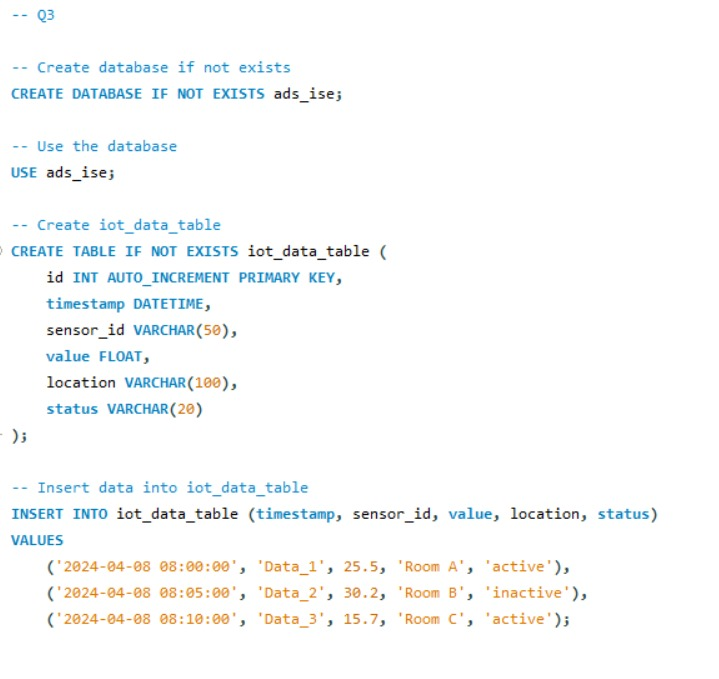 -- Q3
-- Create database if not exists
CREATE DATABASE IF NOT EXISTS ads_ise;
-- Use the database
USE ads_ise;
-- Create iot_data_table
CREATE TABLE IF NOT EXISTS iot_data_table (
    id INT AUTO_INCREMENT PRIMARY KEY,
    timestamp DATETIME,
    sensor_id VARCHAR(50),
    value FLOAT,
    location VARCHAR(100),
    status VARCHAR(20)
);
-- Insert data into iot_data_table
INSERT INTO iot_data_table (timestamp, sensor_id, value, location, status)
VALUES
    ('2024-04-08 08:00:00', 'Data_1', 25.5, 'Room A', 'active'),
    ('2024-04-08 08:05:00', 'Data_2', 30.2, 'Room B', 'inactive'),
    ('2024-04-08 08:10:00', 'Data_3', 15.7, 'Room C', 'active');